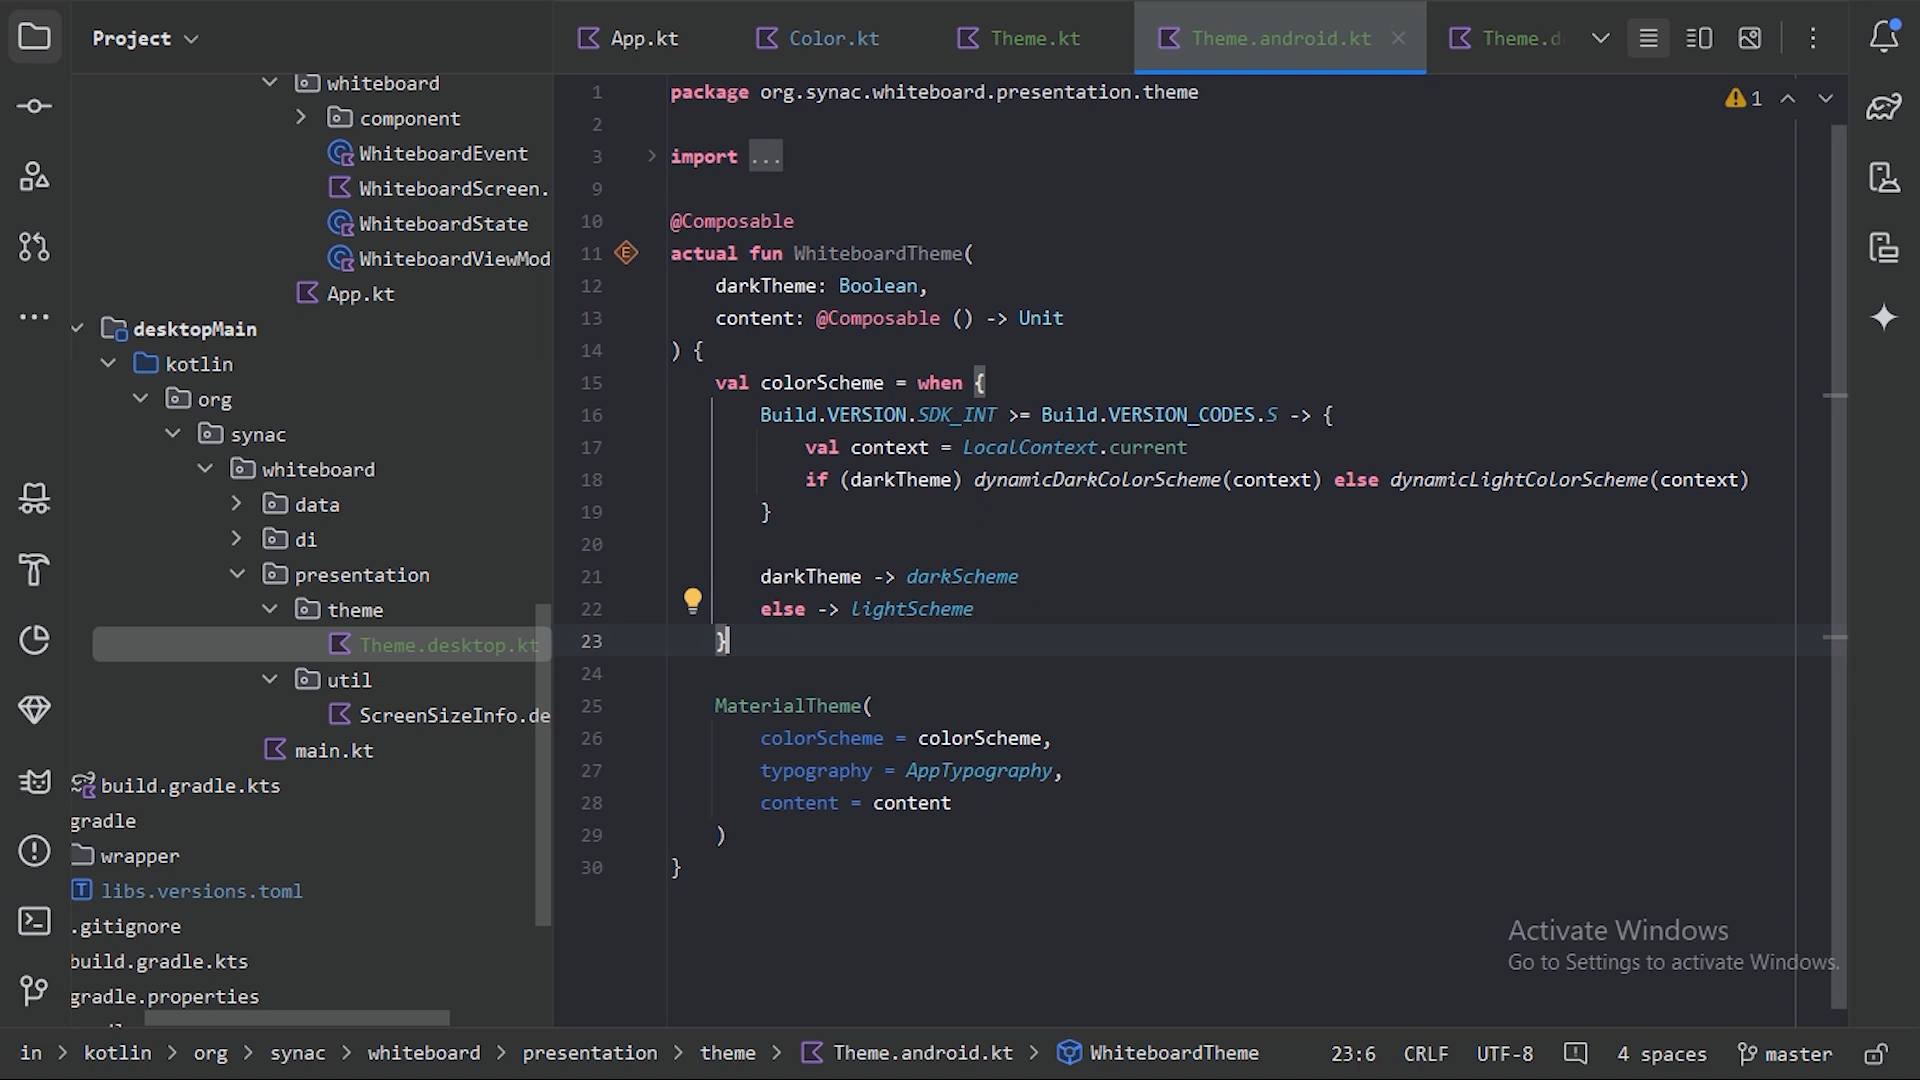 Project
App.kt
Color.kt
Theme.kt
Theme.android.kt
Theme.d
whiteboard
component
WhiteboardEvent
WhiteboardScreen.
WhiteboardState
WhiteboardViewMod
App.kt
desktopMain
kotlin
org
synac
whiteboard
data
di
presentation
theme
Theme.desktop.kt
util
ScreenSizeInfo.de
main.kt
build.gradle.kts
gradle
wrapper
libs.versions.toml
.gitignore
build.gradle.kts
gradle.properties
1 package org.synac.whiteboard.presentation.theme
2
3 import ...
9
10 @Composable
11 actual fun WhiteboardTheme(
12 darkTheme: Boolean,
13 content: @Composable () -> Unit
14 ) {
15 val colorScheme = when {
16 Build.VERSION.SDK_INT >= Build.VERSION_CODES.S -> {
17 val context = LocalContext.current
18 if (darkTheme) dynamicDarkColorScheme(context) else dynamicLightColorScheme(context)
19 }
20
21 darkTheme -> darkScheme
22 else -> lightScheme
23 }
24
25 MaterialTheme(
26 colorScheme = colorScheme,
27 typography = AppTypography,
28 content = content
29 )
30 }
1
Activate Windows
Go to Settings to activate Windows.
in > kotlin > org > synac > whiteboard > presentation > theme > Theme.android.kt > WhiteboardTheme
23:6 CRLF UTF-8 4 spaces master